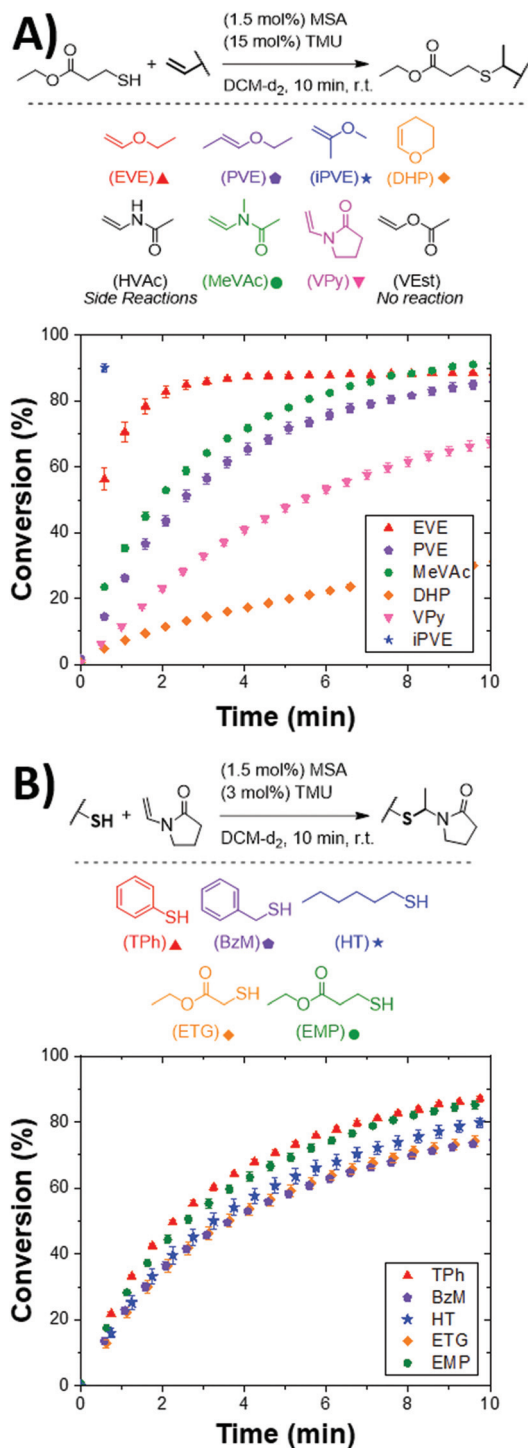 A)
(1.5 mol%) MSA
(15 mol%) TMU
O
O
SH
+
DCM-d₂, 10 min, r.t.
O
O
S
O
O
O
O
(EVE)
(PVE)
(iPVE)
(DHP)
H
N
O
N
O
N
O
O
O
(HVAc)
(MeVAc)
(VPy)
(VEst)
Side Reactions
No reaction
Conversion (%)
100
80
60
40
20
0
EVE
PVE
MeVAc
DHP
VPy
iPVE
0 2 4 6 8 10
Time (min)
B)
(1.5 mol%) MSA
(3 mol%) TMU
SH
+
N
O
DCM-d₂, 10 min, r.t.
S
N
O
SH
SH
SH
(TPh)
(BzM)
(HT)
O
O
SH
O
O
SH
(ETG)
(EMP)
Conversion (%)
100
80
60
40
20
0
TPh
BzM
HT
ETG
EMP
0 2 4 6 8 10
Time (min)